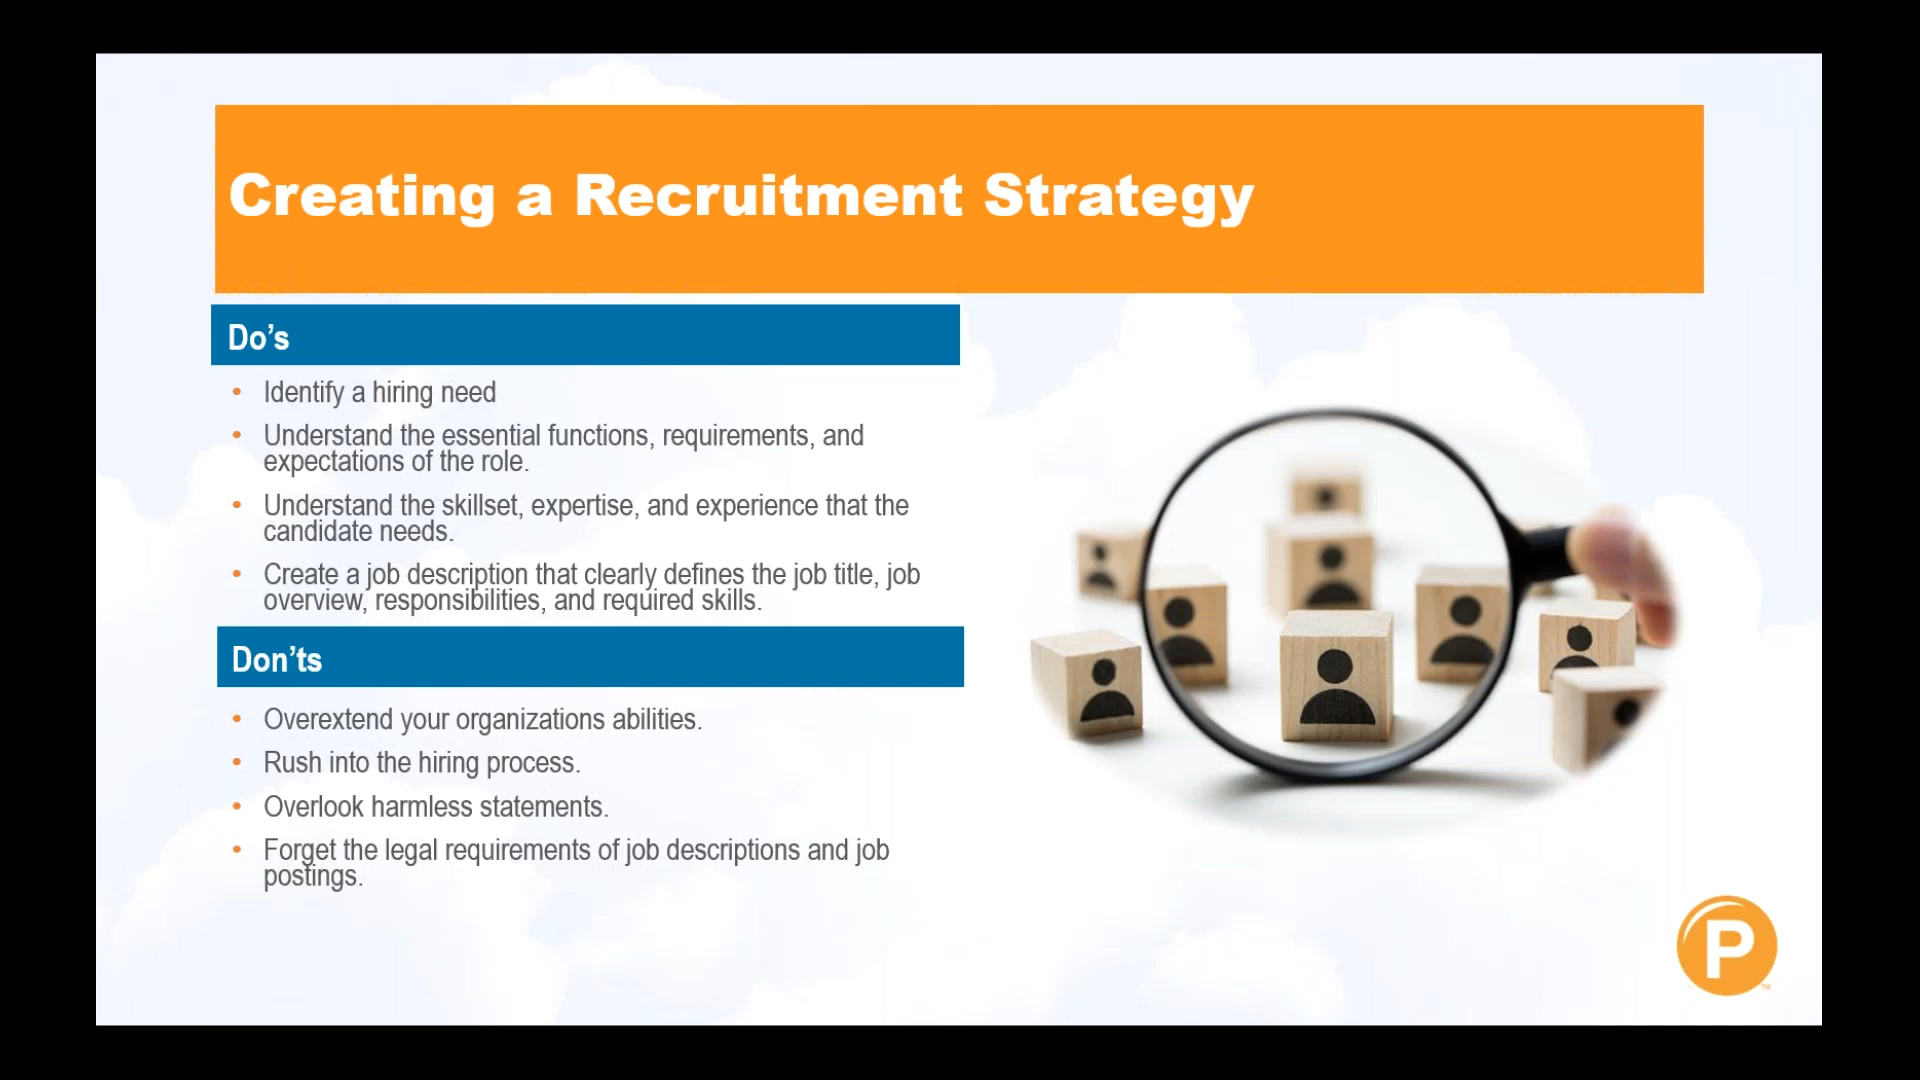 Creating a Recruitment Strategy
Do’s
• Identify a hiring need
• Understand the essential functions, requirements, and
expectations of the role.
• Understand the skillset, expertise, and experience that the
candidate needs.
• Create a job description that clearly defines the job title, job
overview, responsibilities, and required skills.
Don’ts
• Overextend your organizations abilities.
• Rush into the hiring process.
• Overlook harmless statements.
• Forget the legal requirements of job descriptions and job
postings.
P
TM